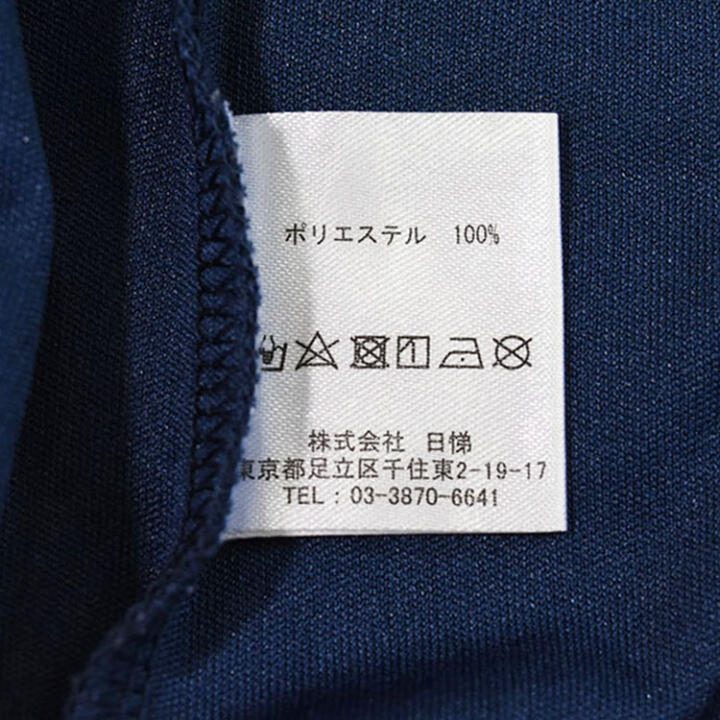 ポリエステル 100%
株式会社 日悌
東京都足立区千住東2-19-17
TEL : 03-3870-6641